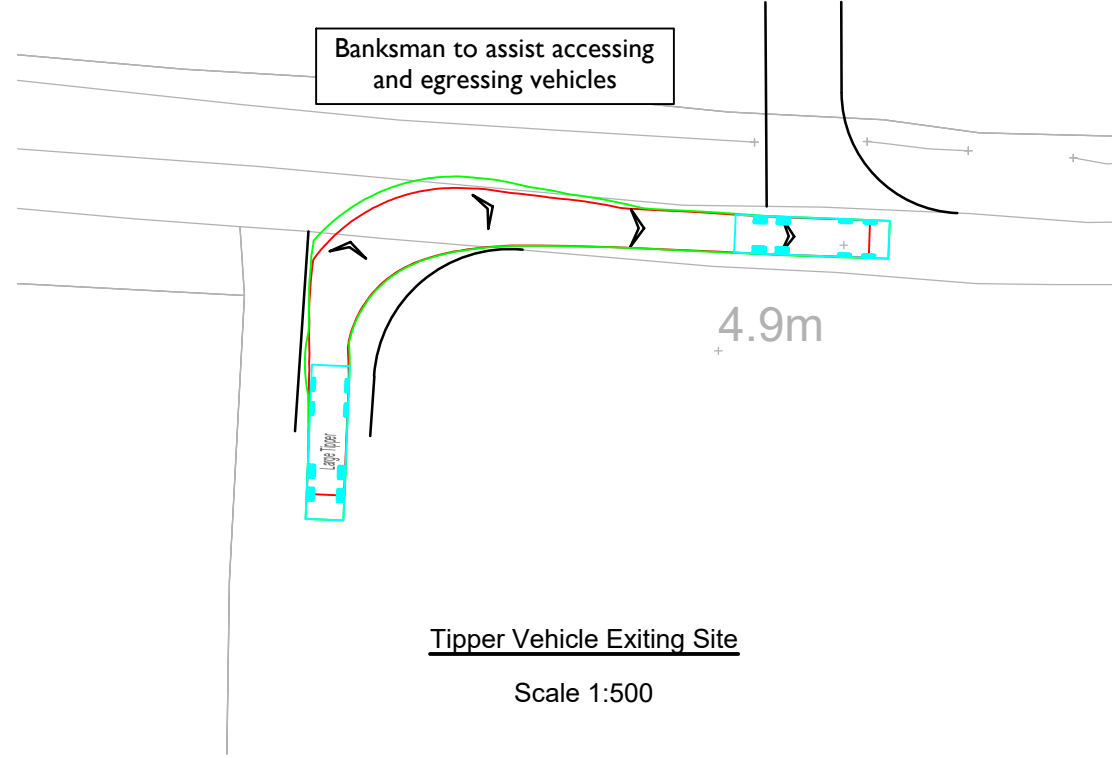 Banksman to assist accessing
and egressing vehicles
4.9m
Large Tipper
Tipper Vehicle Exiting Site
Scale 1:500